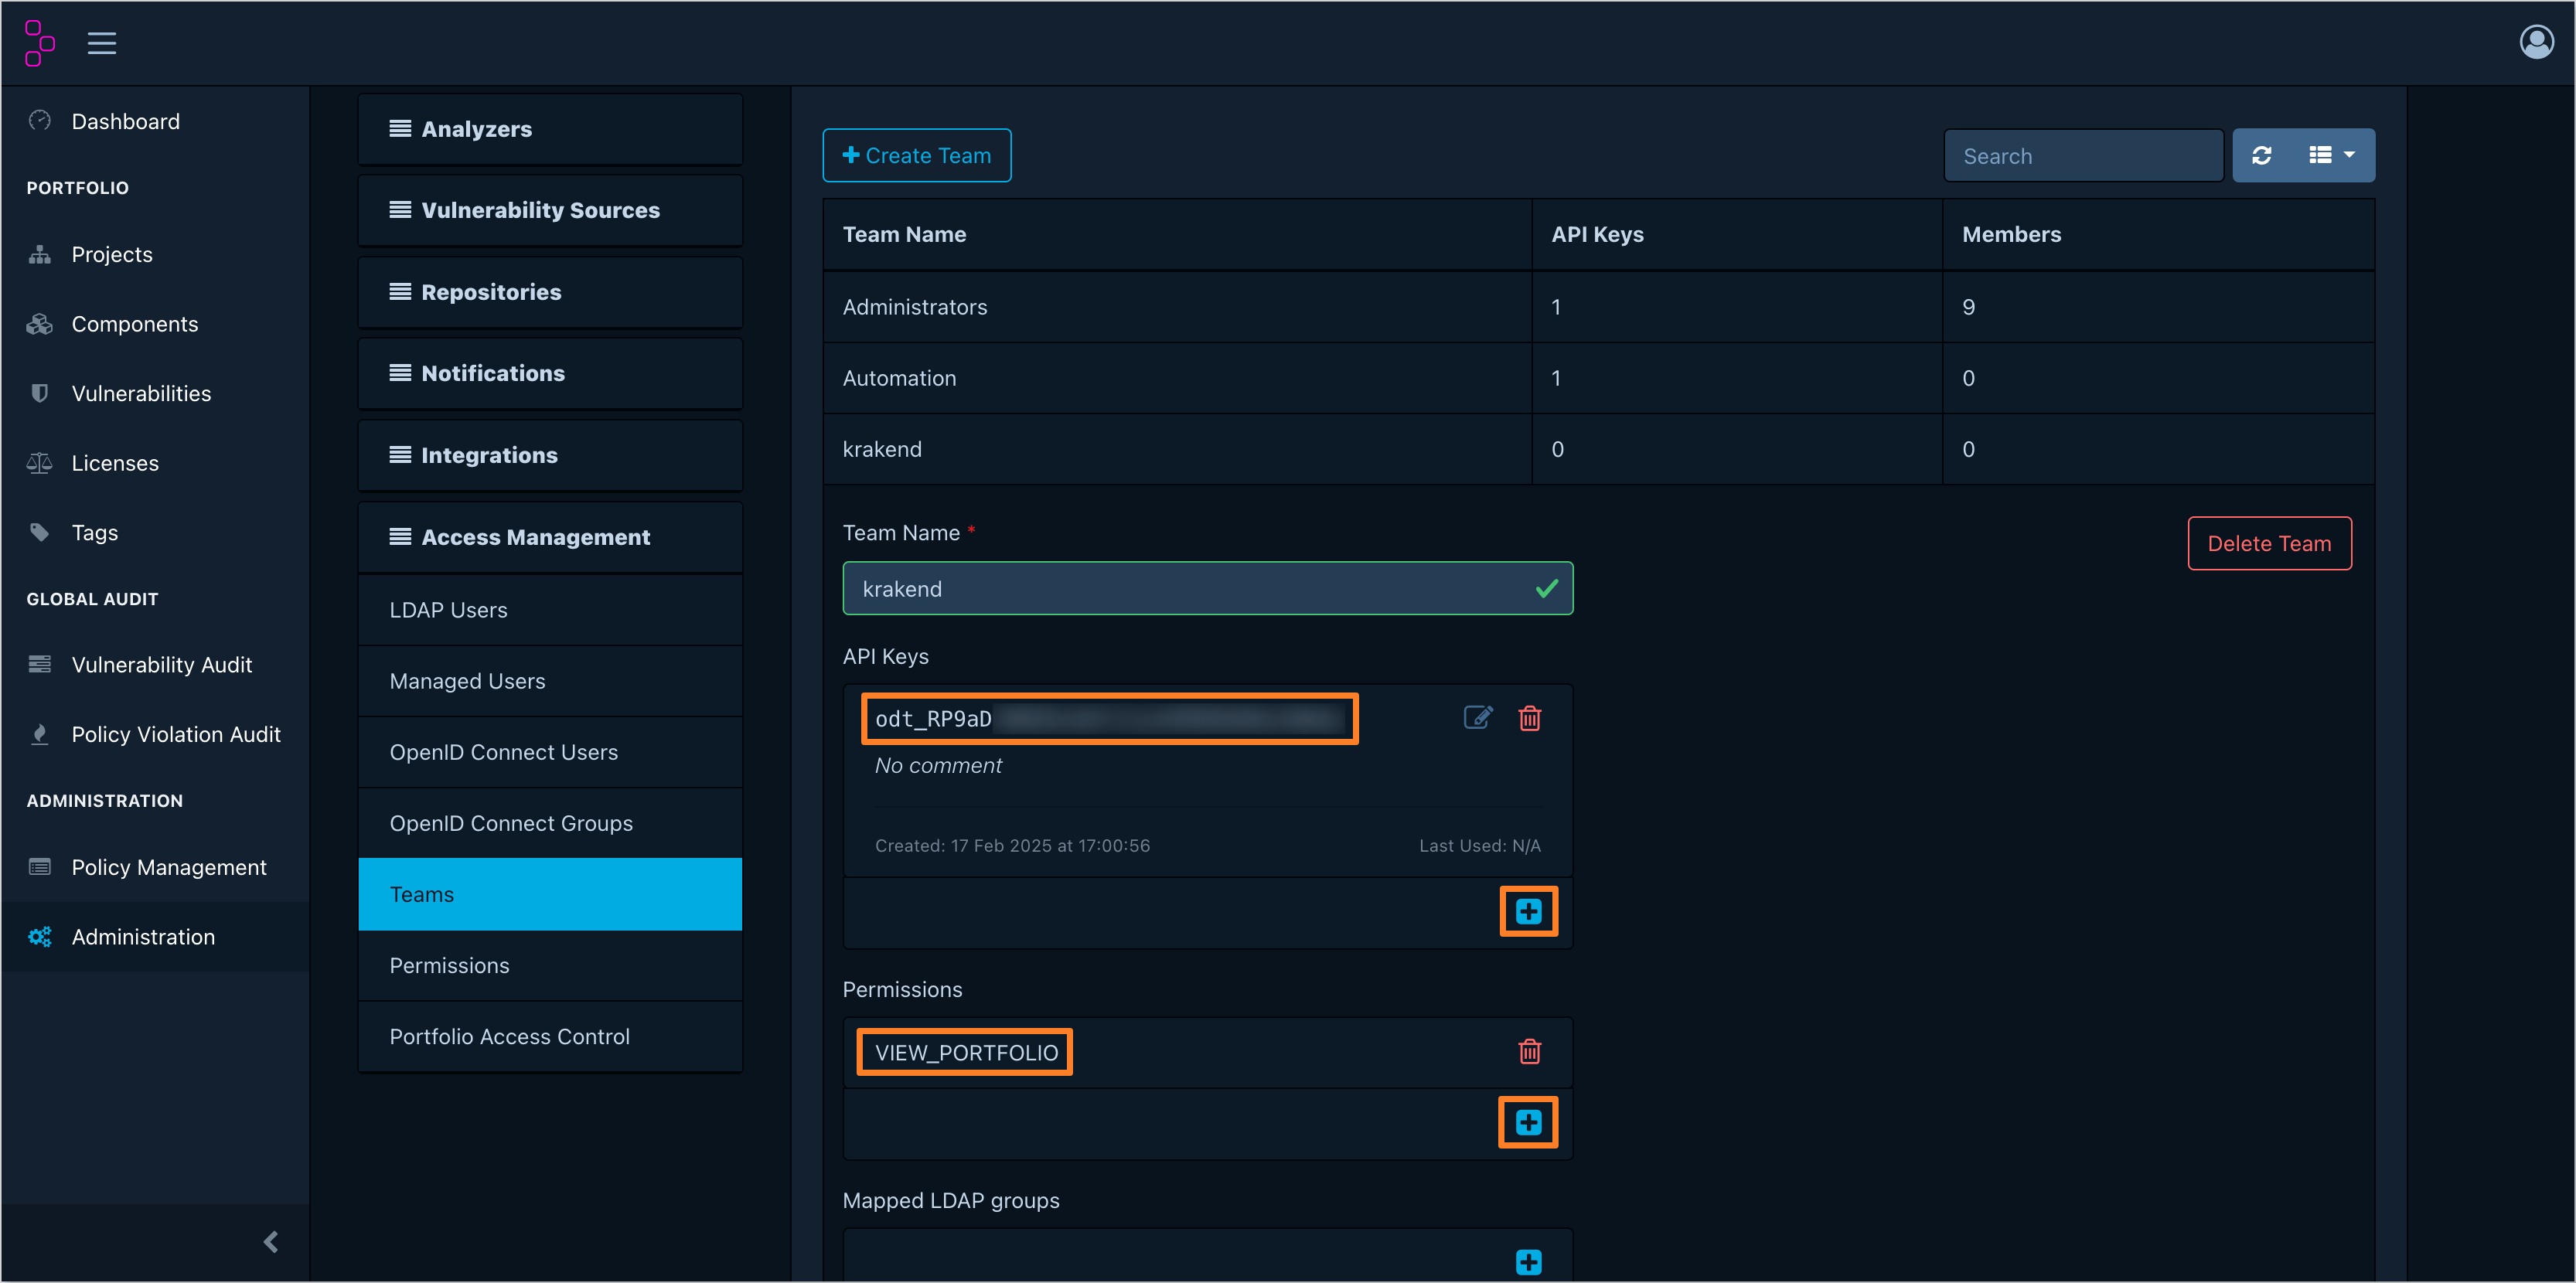 Dashboard
PORTFOLIO
Projects
Components
Vulnerabilities
Licenses
Tags
GLOBAL AUDIT
Vulnerability Audit
Policy Violation Audit
ADMINISTRATION
Policy Management
Administration
Analyzers
Vulnerability Sources
Repositories
Notifications
Integrations
Access Management
LDAP Users
Managed Users
OpenID Connect Users
OpenID Connect Groups
Teams
Permissions
Portfolio Access Control
Create Team
Search
Team Name API Keys Members
Administrators 1 9
Automation 1 0
krakend 0 0
Team Name *
Delete Team
krakend
API Keys
odt_RP9aD
No comment
Created: 17 Feb 2025 at 17:00:56 Last Used: N/A
Permissions
VIEW_PORTFOLIO
Mapped LDAP groups